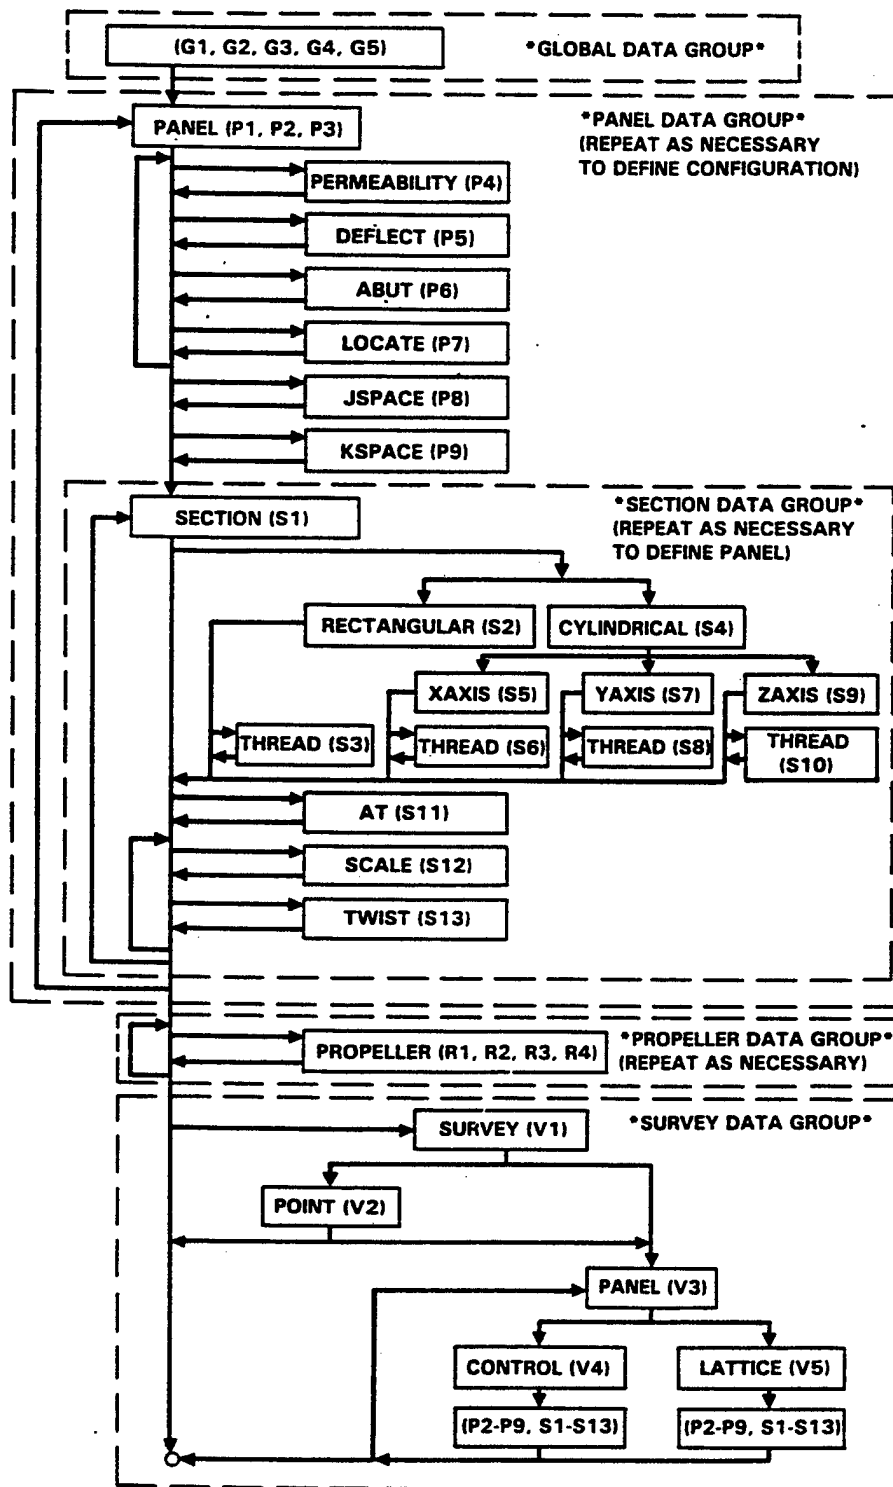 (G1, G2, G3, G4, G5)
*GLOBAL DATA GROUP*
PANEL (P1, P2, P3)
*PANEL DATA GROUP*
(REPEAT AS NECESSARY
TO DEFINE CONFIGURATION)
PERMEABILITY (P4)
DEFLECT (P5)
ABUT (P6)
LOCATE (P7)
JSPACE (P8)
KSPACE (P9)
SECTION (S1)
*SECTION DATA GROUP*
(REPEAT AS NECESSARY
TO DEFINE PANEL)
RECTANGULAR (S2)
CYLINDRICAL (S4)
XAXIS (S5)
YAXIS (S7)
ZAXIS (S9)
THREAD (S3)
THREAD (S6)
THREAD (S8)
THREAD
(S10)
AT (S11)
SCALE (S12)
TWIST (S13)
PROPELLER (R1, R2, R3, R4)
*PROPELLER DATA GROUP*
(REPEAT AS NECESSARY)
SURVEY (V1)
*SURVEY DATA GROUP*
POINT (V2)
PANEL (V3)
CONTROL (V4)
LATTICE (V5)
(P2-P9, S1-S13)
(P2-P9, S1-S13)